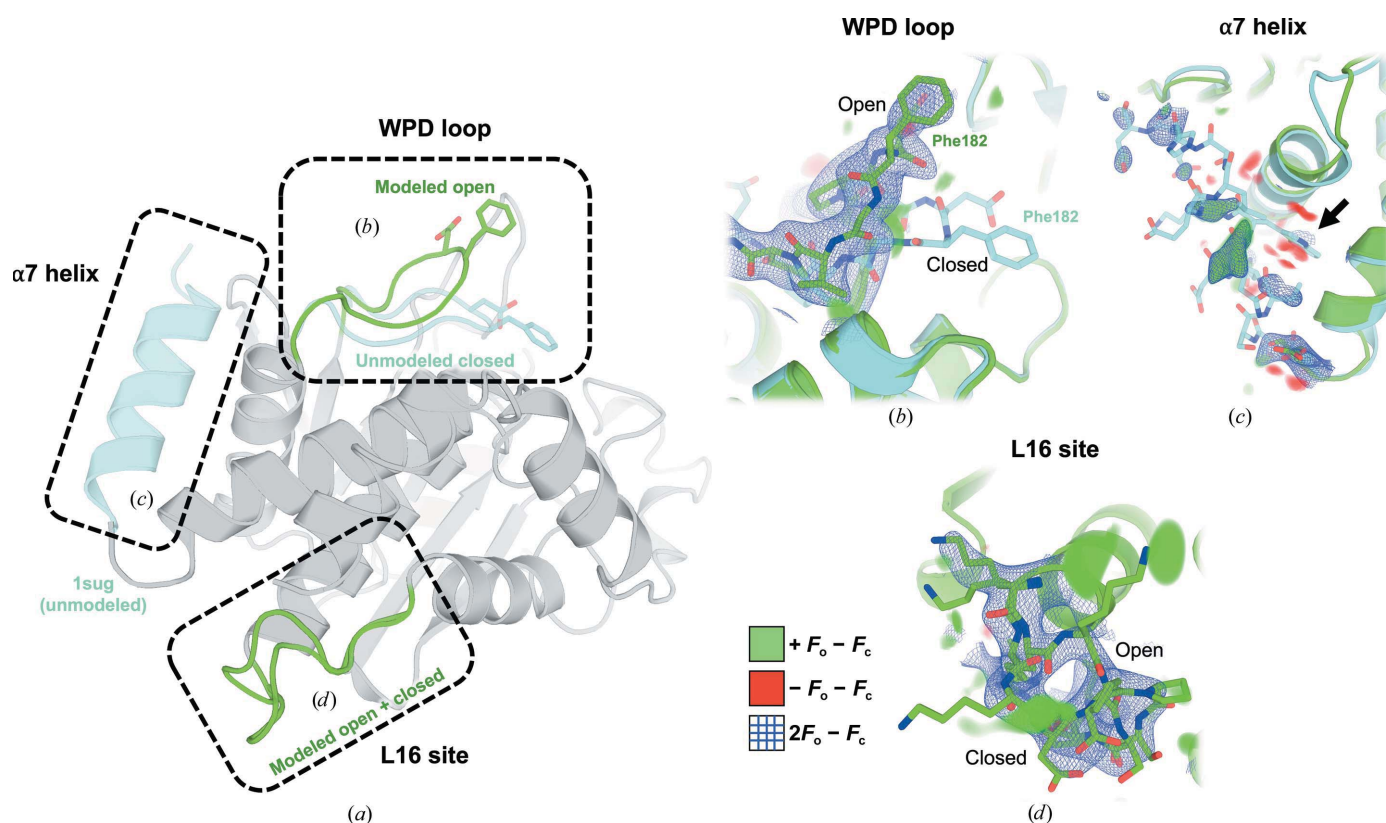 WPD loop
Modeled open
(b)
α7 helix
Unmodeled closed
(c)
1sug
(unmodeled)
(d)
Modeled open + closed
L16 site
(a)
WPD loop
Open
Phe182
Phe182
Closed
(b)
α7 helix
(c)
L16 site
+ Fo − Fc
− Fo − Fc
2Fo − Fc
Open
Closed
(d)